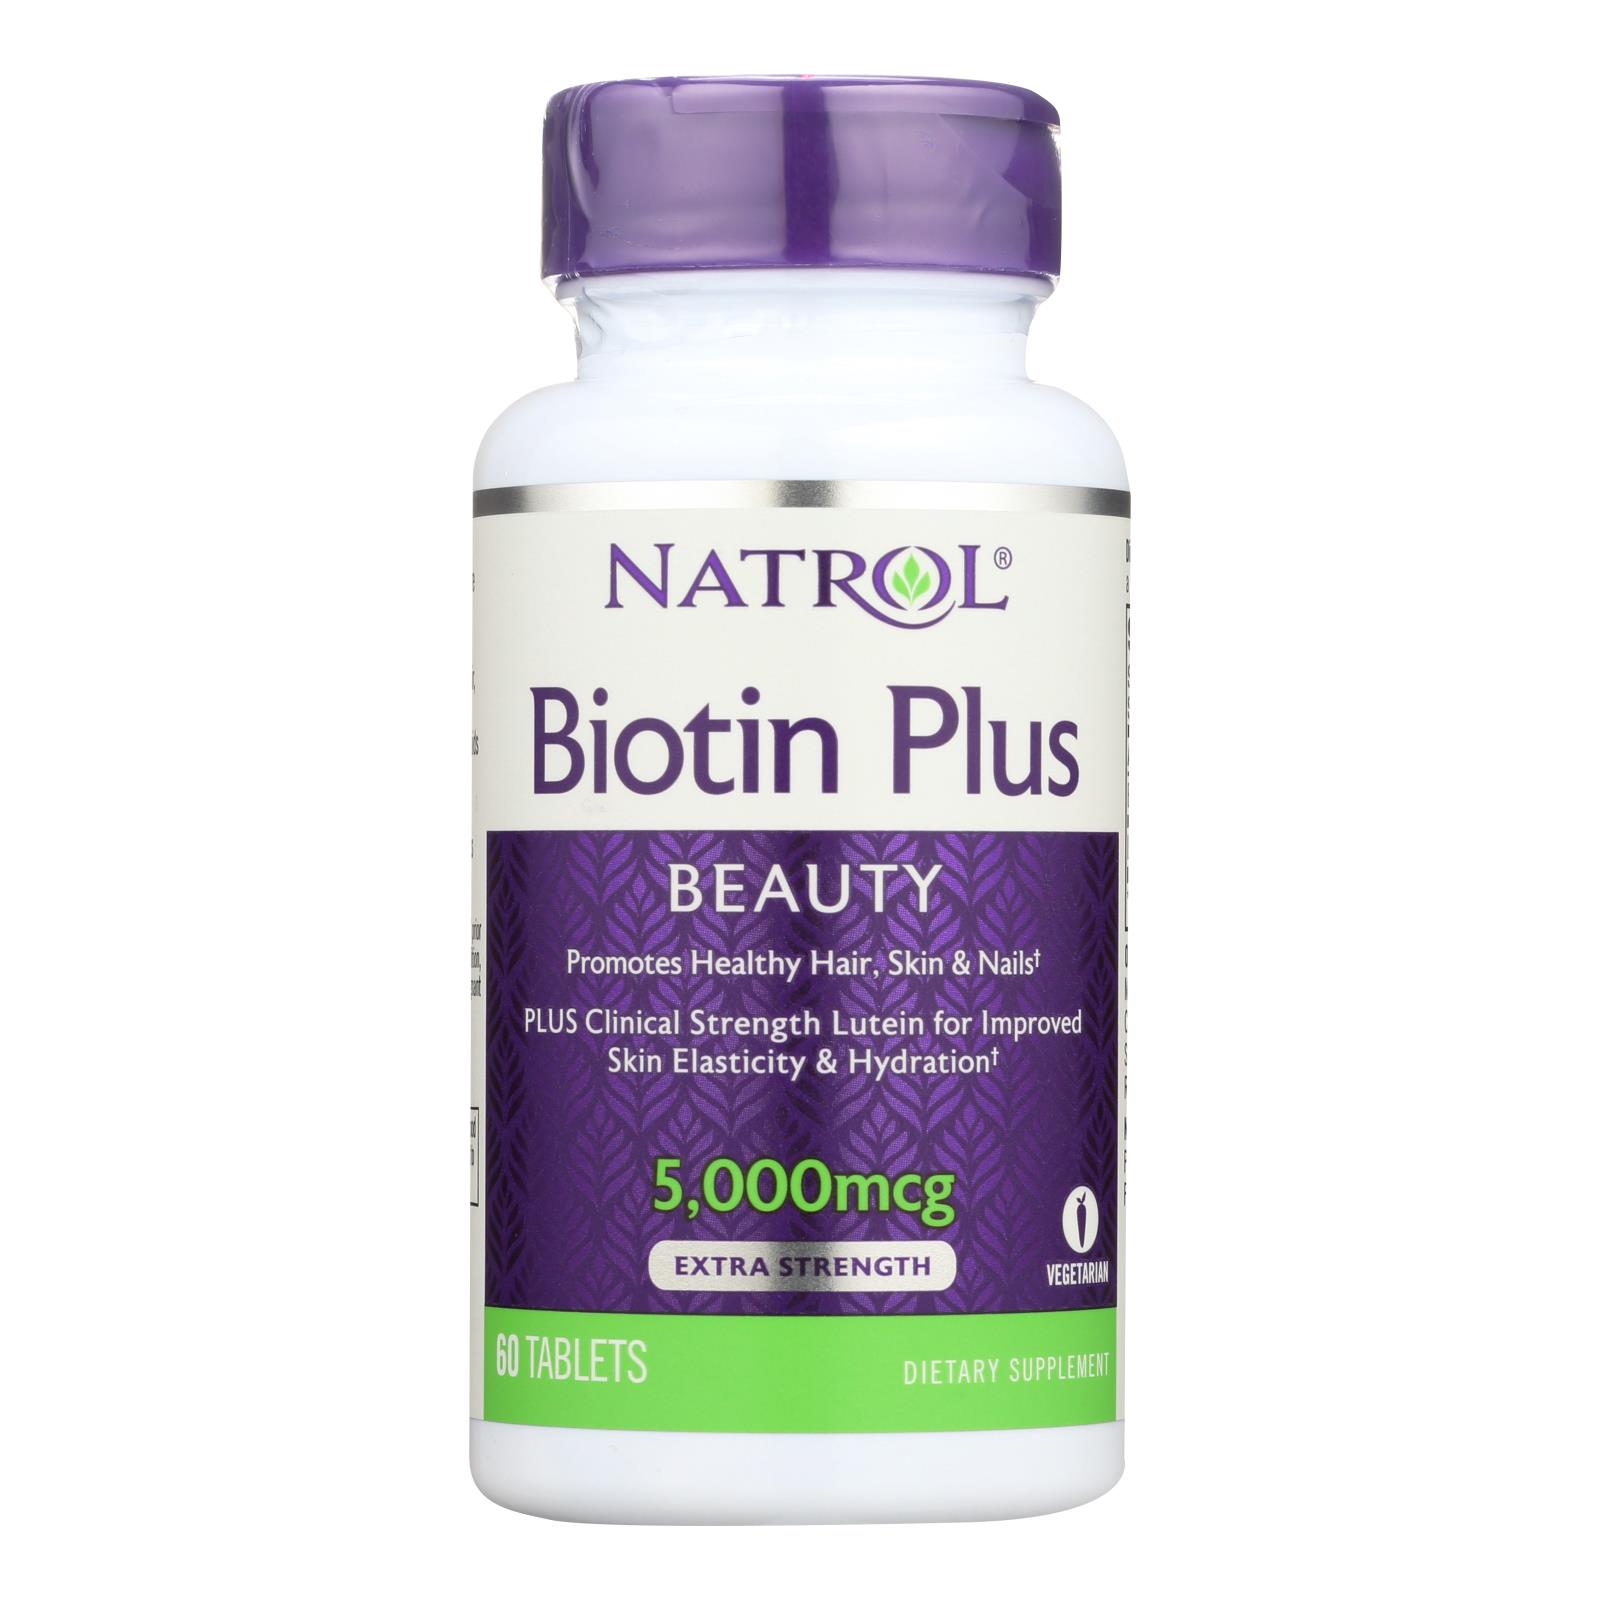 NATROL®
Biotin Plus
BEAUTY
Promotes Healthy Hair, Skin & Nails†
PLUS Clinical Strength Lutein for Improved
Skin Elasticity & Hydration†
5,000mcg
EXTRA STRENGTH
VEGETARIAN
60 TABLETS
DIETARY SUPPLEMENT